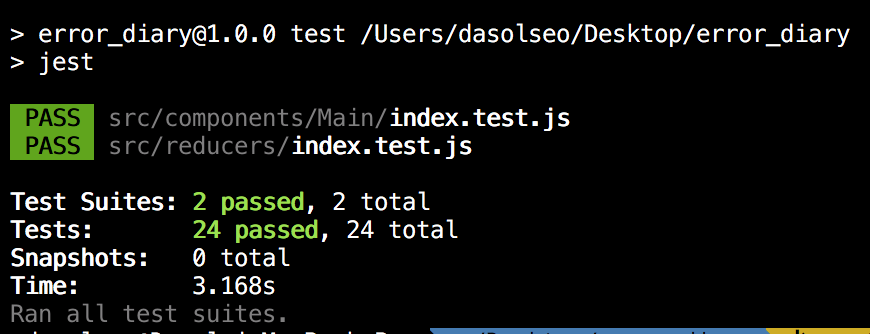 > error_diary@1.0.0 test /Users/dasolseo/Desktop/error_diary
> jest
PASS src/components/Main/index.test.js
PASS src/reducers/index.test.js
Test Suites: 2 passed, 2 total
Tests: 24 passed, 24 total
Snapshots: 0 total
Time: 3.168s
Ran all test suites.